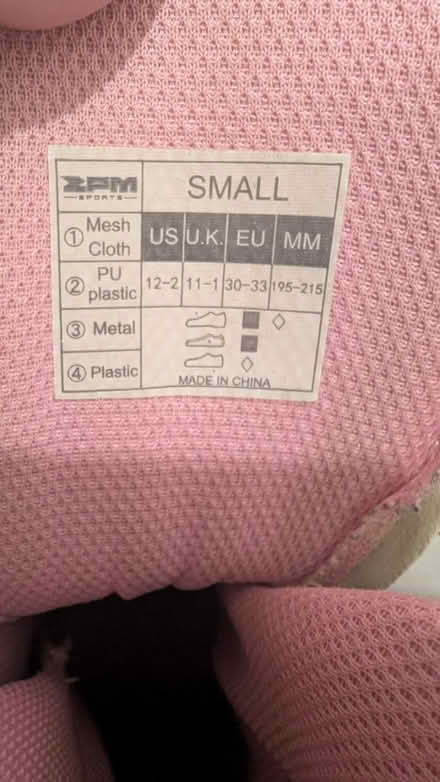 2PM
SPORTS
SMALL
① Mesh Cloth
US U.K. EU MM
② PU plastic
12-2 11-1 30-33 195-215
③ Metal
④ Plastic
MADE IN CHINA